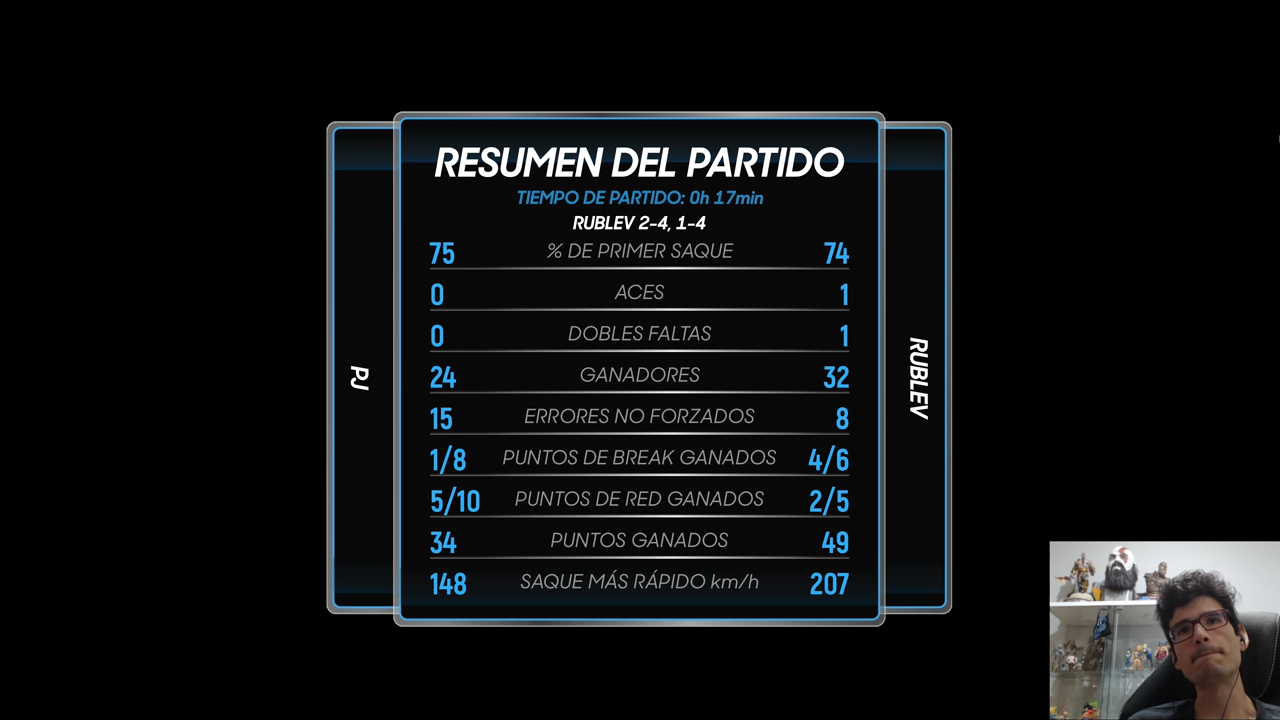 RESUMEN DEL PARTIDO
TIEMPO DE PARTIDO: 0h 17min
RUBLEV 2-4, 1-4
75 % DE PRIMER SAQUE 74
0 ACES 1
0 DOBLES FALTAS 1
24 GANADORES 32
15 ERRORES NO FORZADOS 8
1/8 PUNTOS DE BREAK GANADOS 4/6
5/10 PUNTOS DE RED GANADOS 2/5
34 PUNTOS GANADOS 49
148 SAQUE MÁS RÁPIDO km/h 207
PJ
RUBLEV